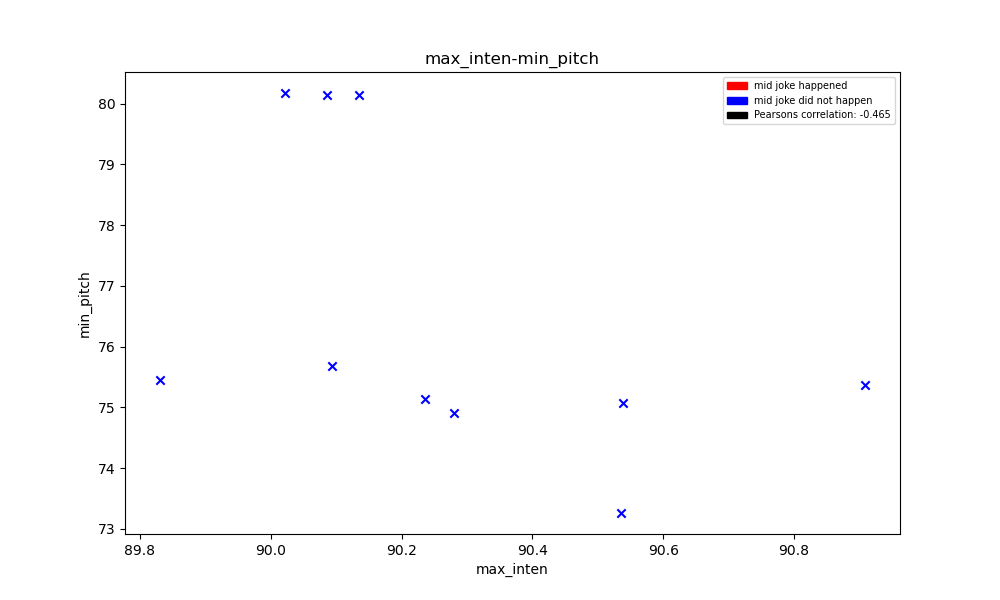 max_inten-min_pitch
mid joke happened
mid joke did not happen
Pearsons correlation: -0.465
80
79
78
77
76
75
74
73
min_pitch
89.8 90.0 90.2 90.4 90.6 90.8
max_inten